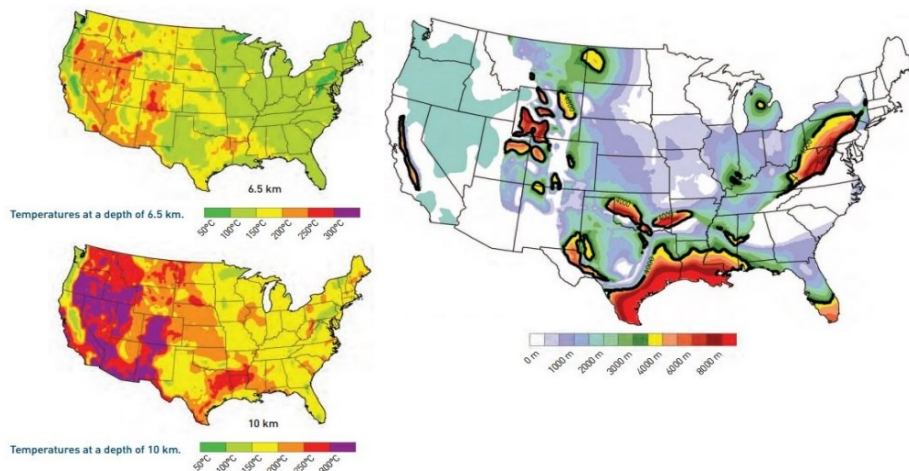 6.5 km
Temperatures at a depth of 6.5 km.
50°C
100°C
150°C
200°C
250°C
300°C
10 km
Temperatures at a depth of 10 km.
50°C
100°C
150°C
200°C
250°C
300°C
0 m
1000 m
2000 m
3000 m
4000 m
6000 m
8000 m